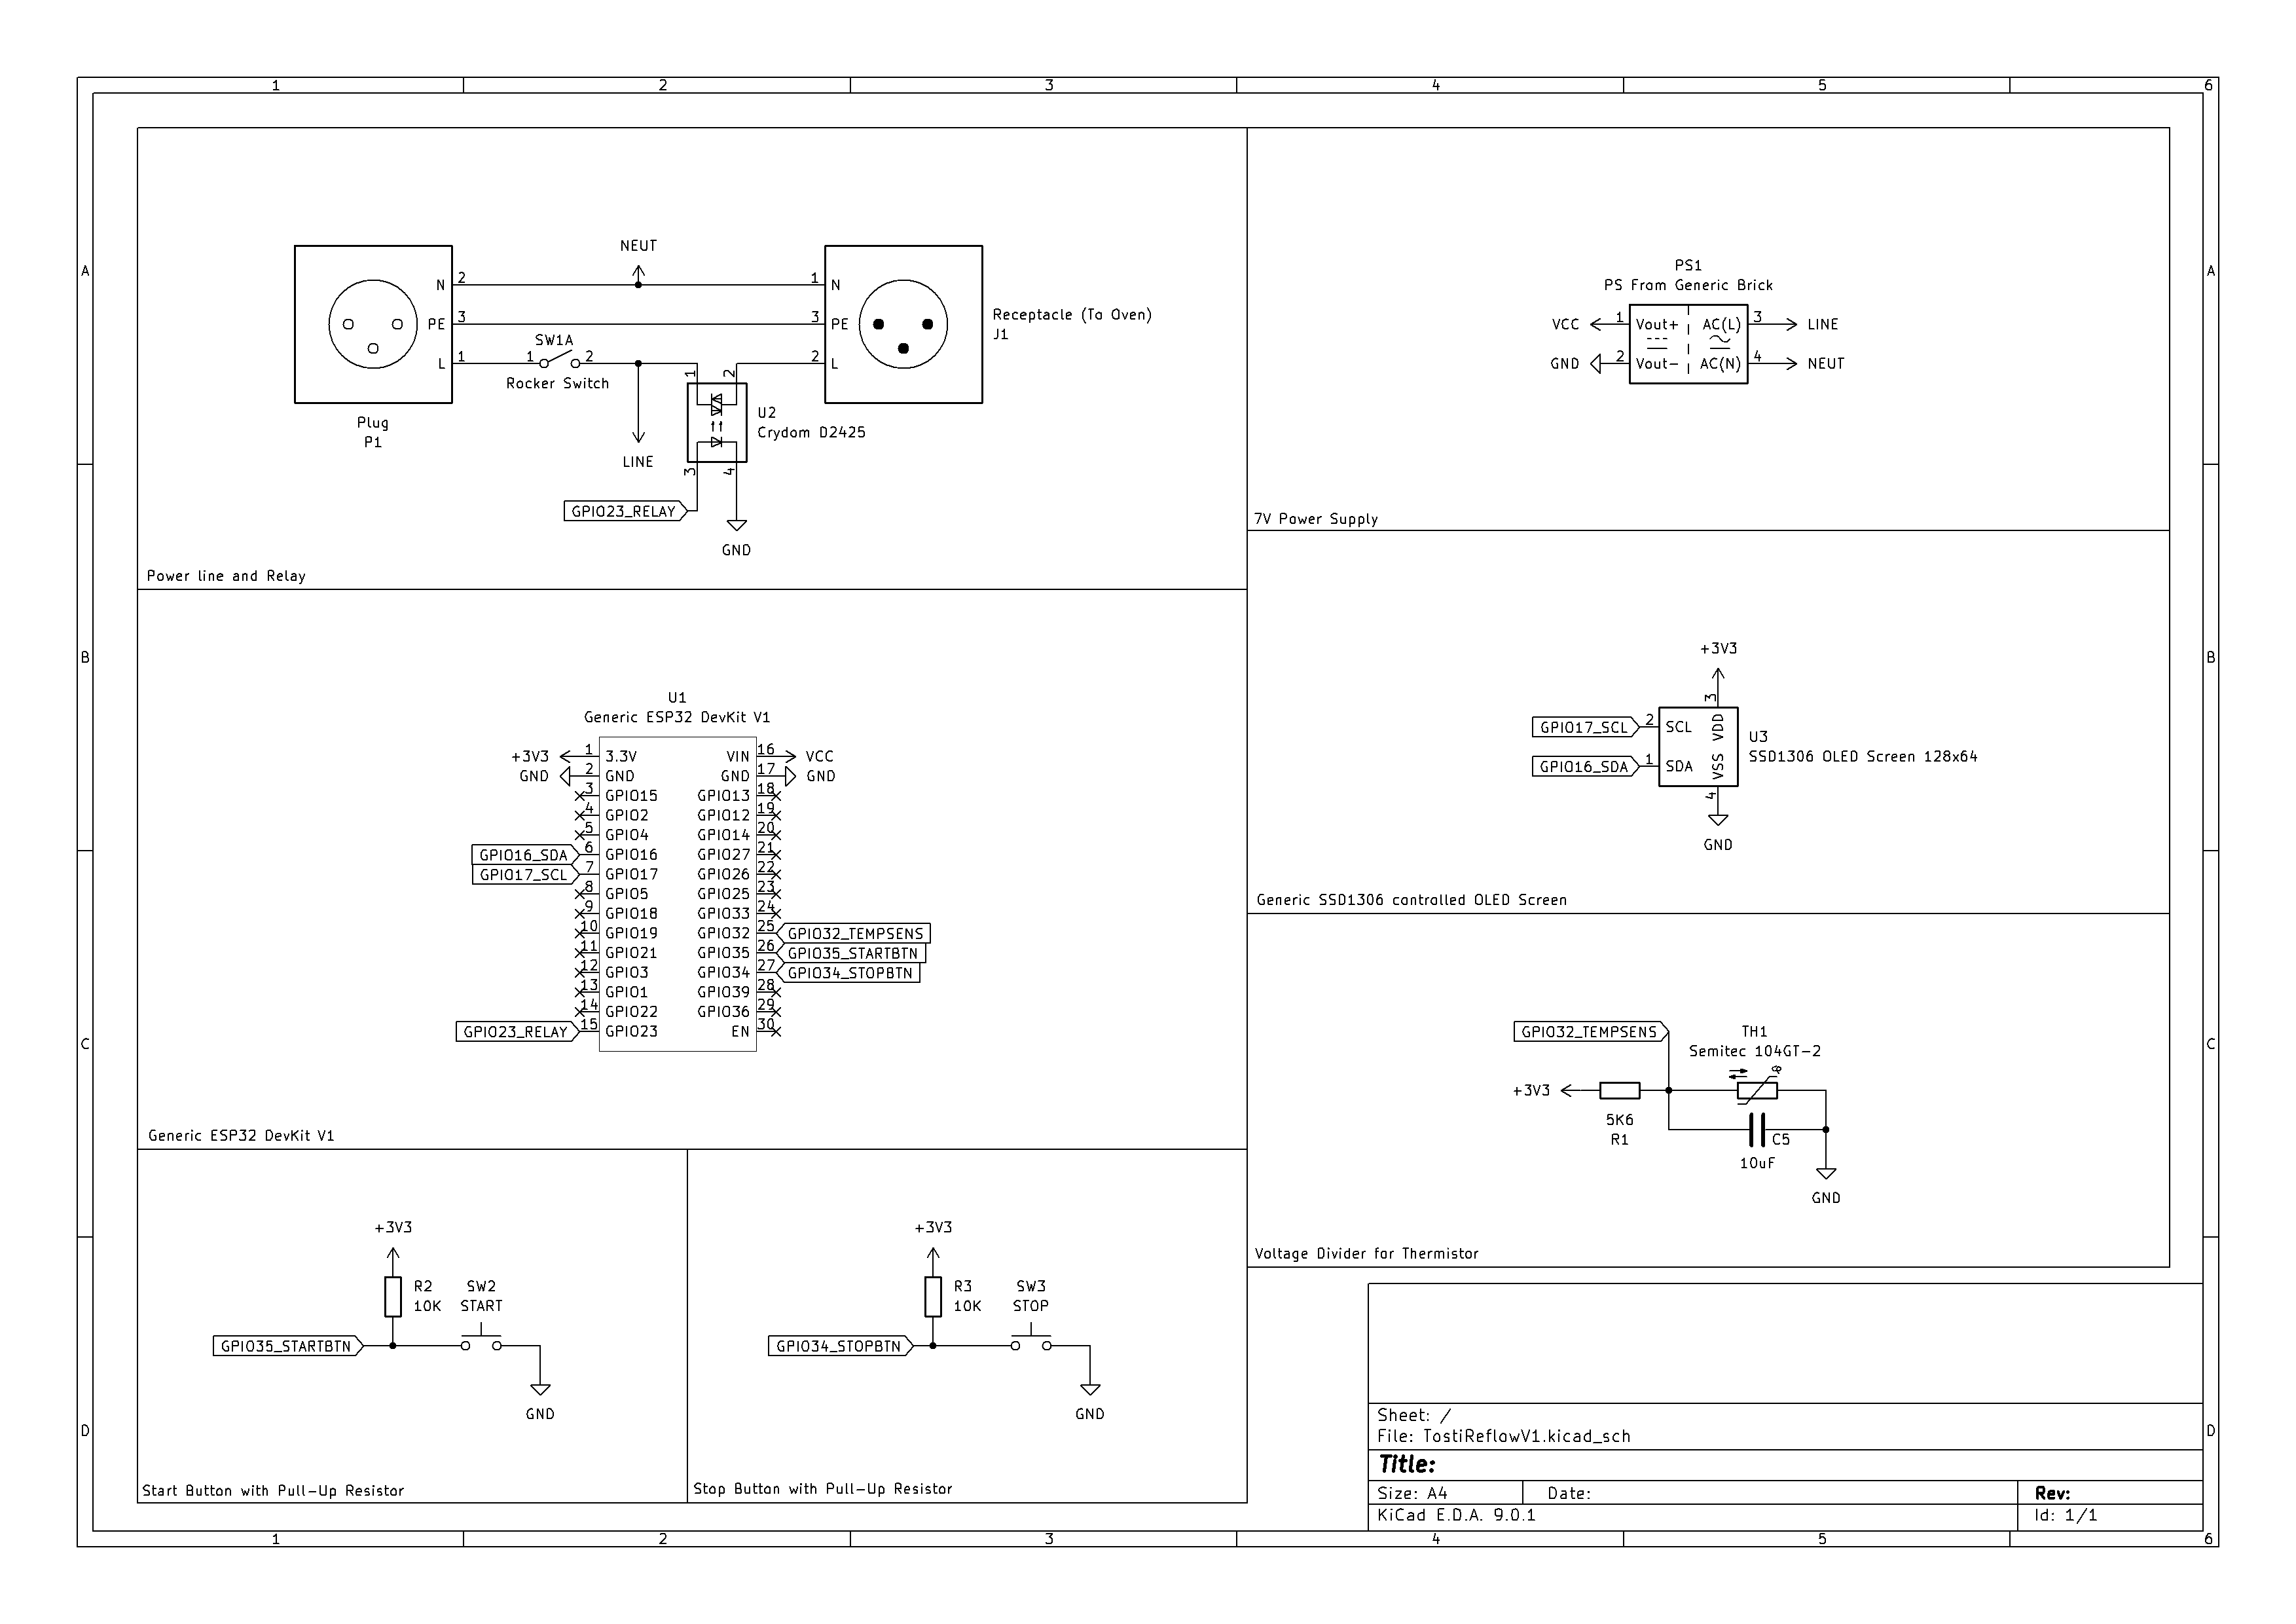 1 2 3 4 5 6
A
B
C
D
A
B
C
D
NEUT
N 2
1 N
PE 3
3 PE
L 1
2 L
SW1A
1 2
Rocker Switch
Plug
P1
Receptacle (To Oven)
J1
LINE
1 2
U2
Crydom D2425
3 4
GPIO23_RELAY
GND
Power line and Relay
PS1
PS From Generic Brick
VCC 1 Vout+ AC(L) 3 LINE
GND 2 Vout- AC(N) 4 NEUT
7V Power Supply
+3V3
3
GPIO17_SCL 2 SCL VDD
GPIO16_SDA 1 SDA VSS
U3
SSD1306 OLED Screen 128x64
4
GND
Generic SSD1306 controlled OLED Screen
U1
Generic ESP32 DevKit V1
+3V3 1 3.3V VIN 16 VCC
GND 2 GND GND 17 GND
3 GPIO15 GPIO13 18
4 GPIO2 GPIO12 19
5 GPIO4 GPIO14 20
GPIO16_SDA 6 GPIO16 GPIO27 21
GPIO17_SCL 7 GPIO17 GPIO26 22
8 GPIO5 GPIO25 23
9 GPIO18 GPIO33 24
10 GPIO19 GPIO32 25 GPIO32_TEMPSENS
11 GPIO21 GPIO35 26 GPIO35_STARTBTN
12 GPIO3 GPIO34 27 GPIO34_STOPBTN
13 GPIO1 GPIO39 28
14 GPIO22 GPIO36 29
GPIO23_RELAY 15 GPIO23 EN 30
Generic ESP32 DevKit V1
GPIO32_TEMPSENS
TH1
Semitec 104GT-2
+3V3
5K6
R1
C5
10uF
GND
Voltage Divider for Thermistor
+3V3
R2
10K
SW2
START
GPIO35_STARTBTN
GND
Start Button with Pull-Up Resistor
+3V3
R3
10K
SW3
STOP
GPIO34_STOPBTN
GND
Stop Button with Pull-Up Resistor
Sheet: /
File: TostiReflowV1.kicad_sch
Title:
Size: A4 Date: Rev:
KiCad E.D.A. 9.0.1 Id: 1/1
1 2 3 4 5 6